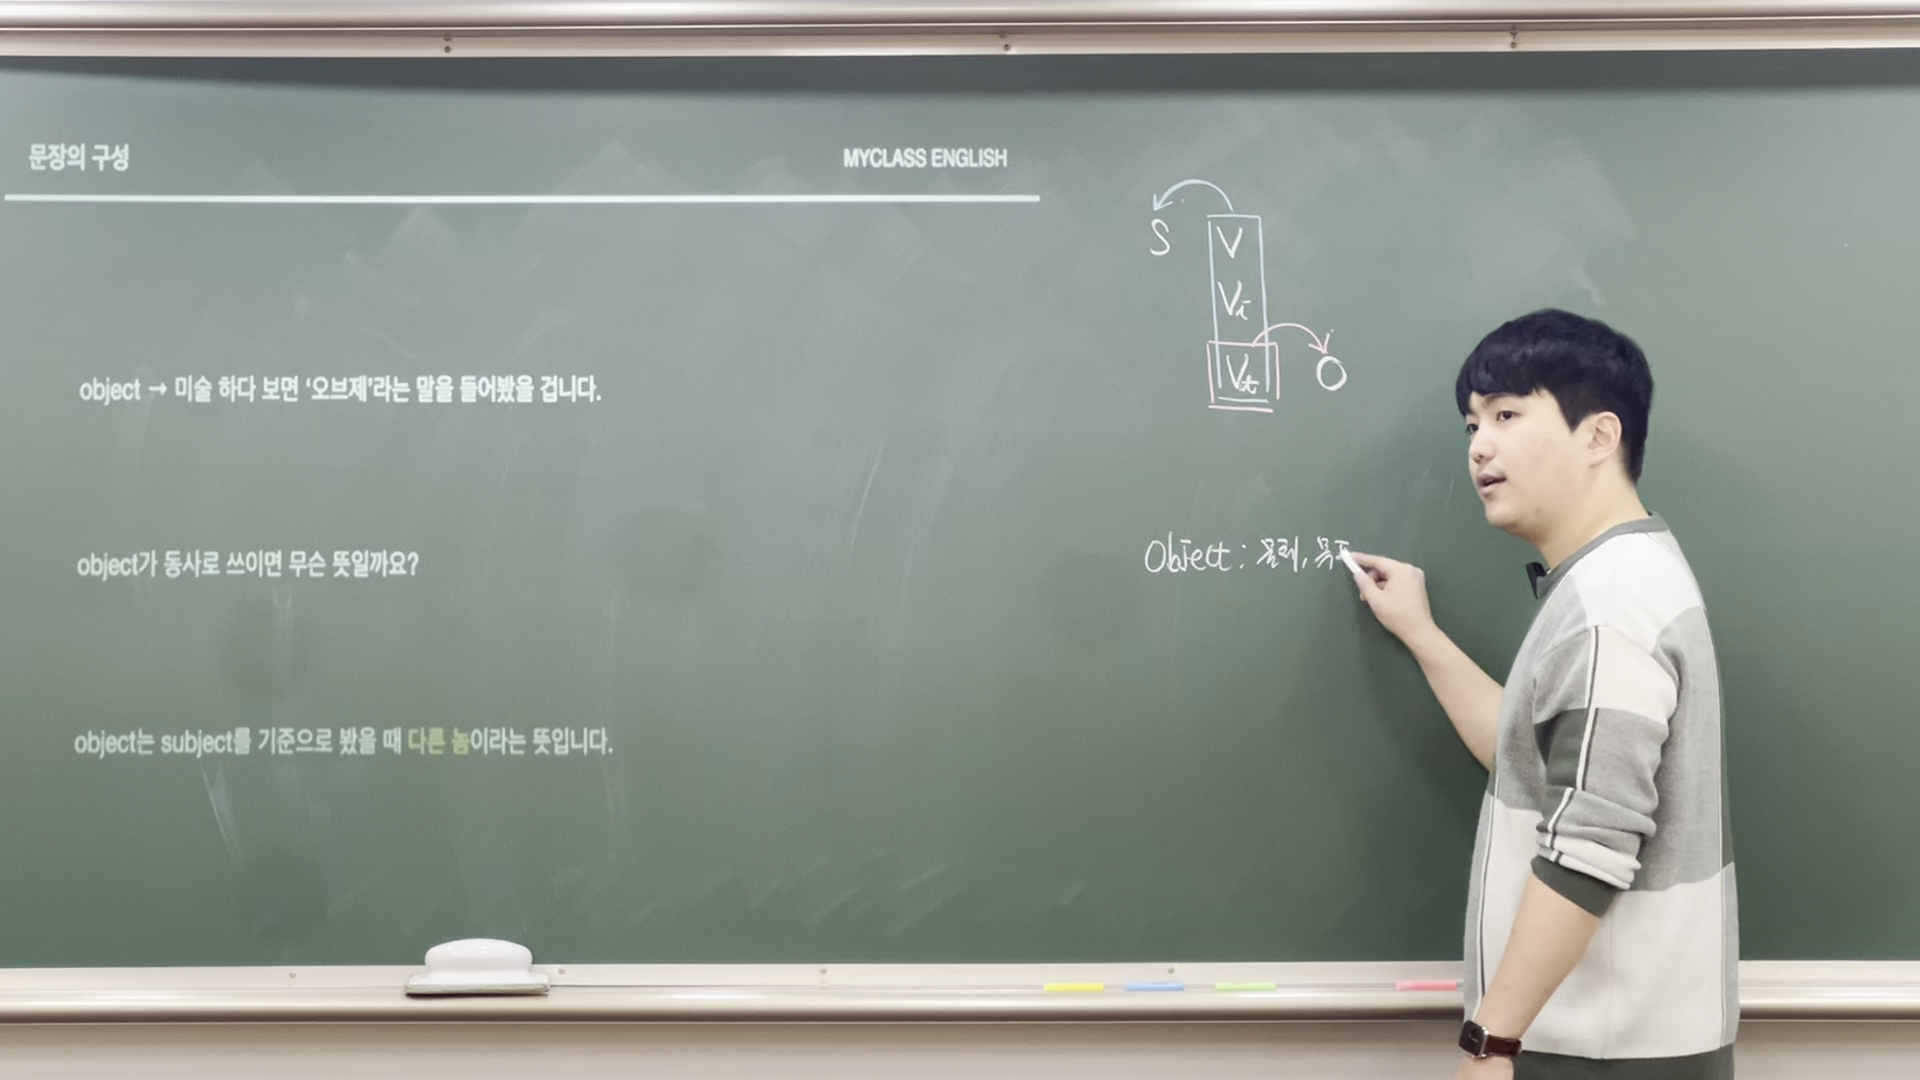 문장의 구성
MYCLASS ENGLISH
object → 미술 하다 보면 ‘오브제’라는 말을 들어봤을 겁니다.
object가 동사로 쓰이면 무슨 뜻일까요?
object는 subject를 기준으로 봤을 때 다른 놈이라는 뜻입니다.
S V
Vi
Vt O
Object : 물체,